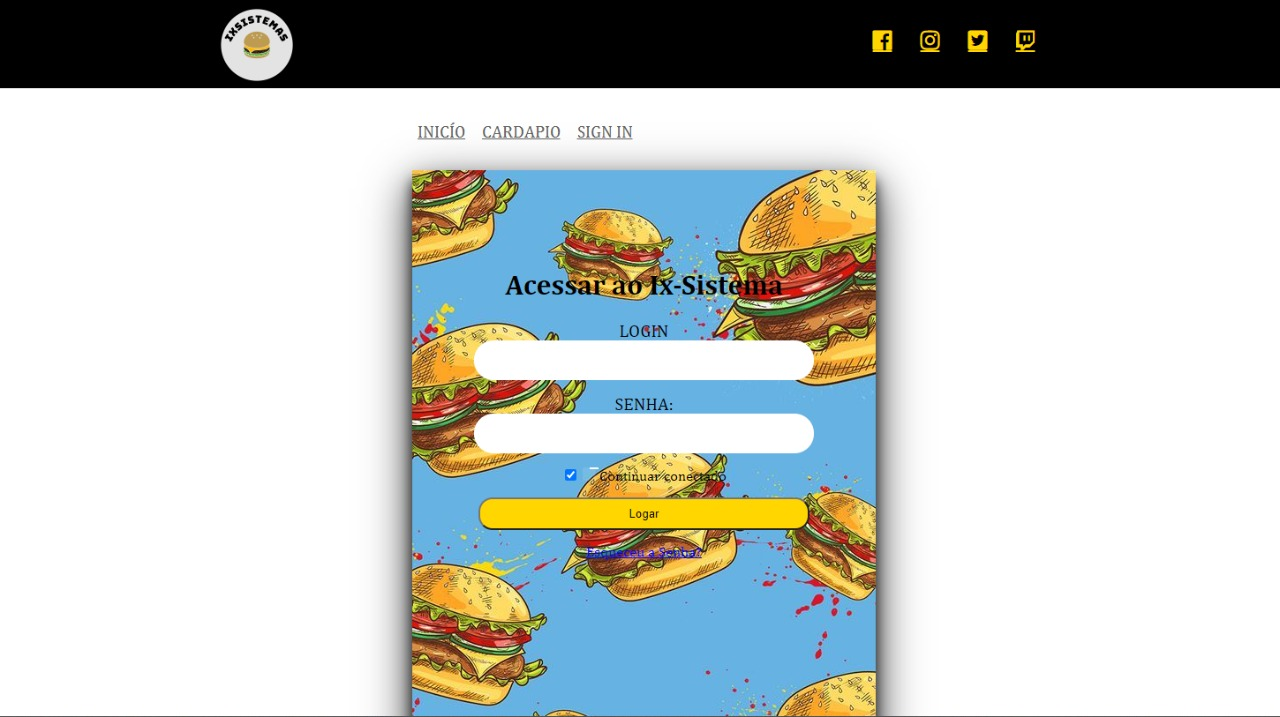 IXSISTEMAS
INICÍO CARDAPIO SIGN IN
Acessar ao Ix-Sistema
LOGIN
SENHA:
Continuar conectado
Logar
Esqueceu a Senha?